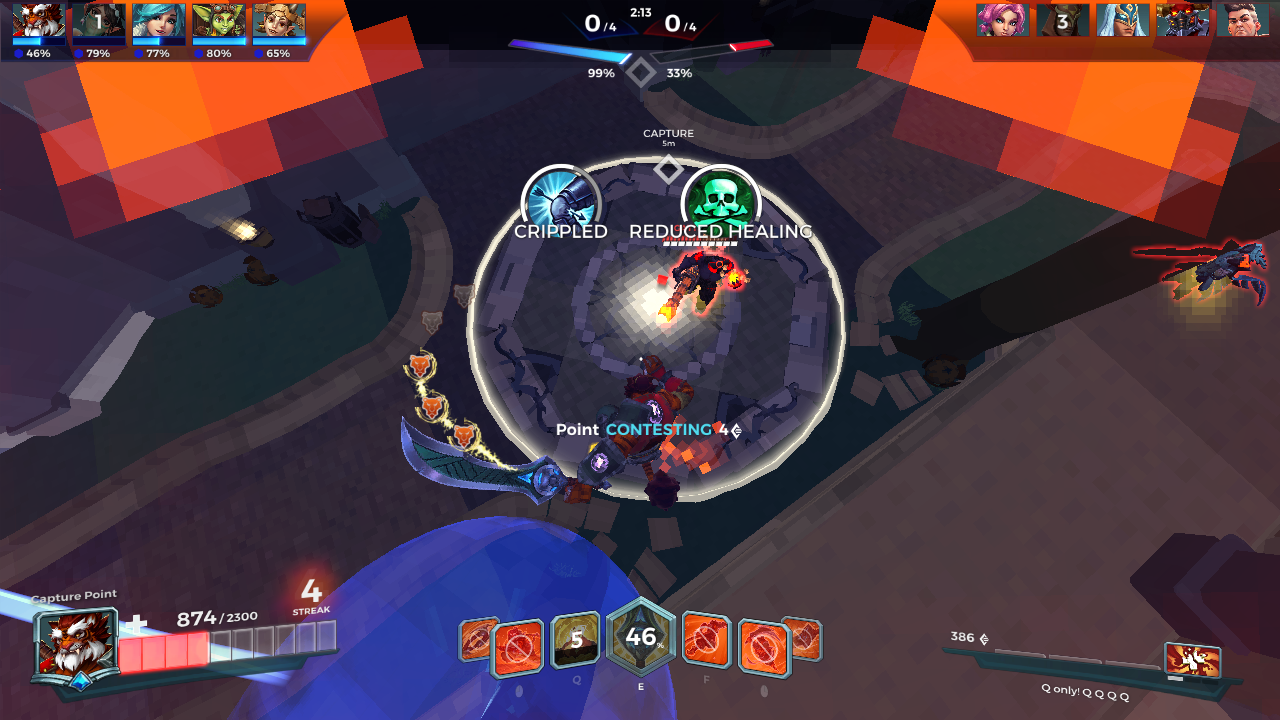 1
46%
79%
77%
80%
65%
2:13
0/4
0/4
99%
33%
3
CAPTURE
5m
CRIPPLED
REDUCED HEALING
Point CONTESTING 4
Capture Point
874/2300
4
STREAK
5
Q
46%
E
F
386
Q only! Q Q Q Q